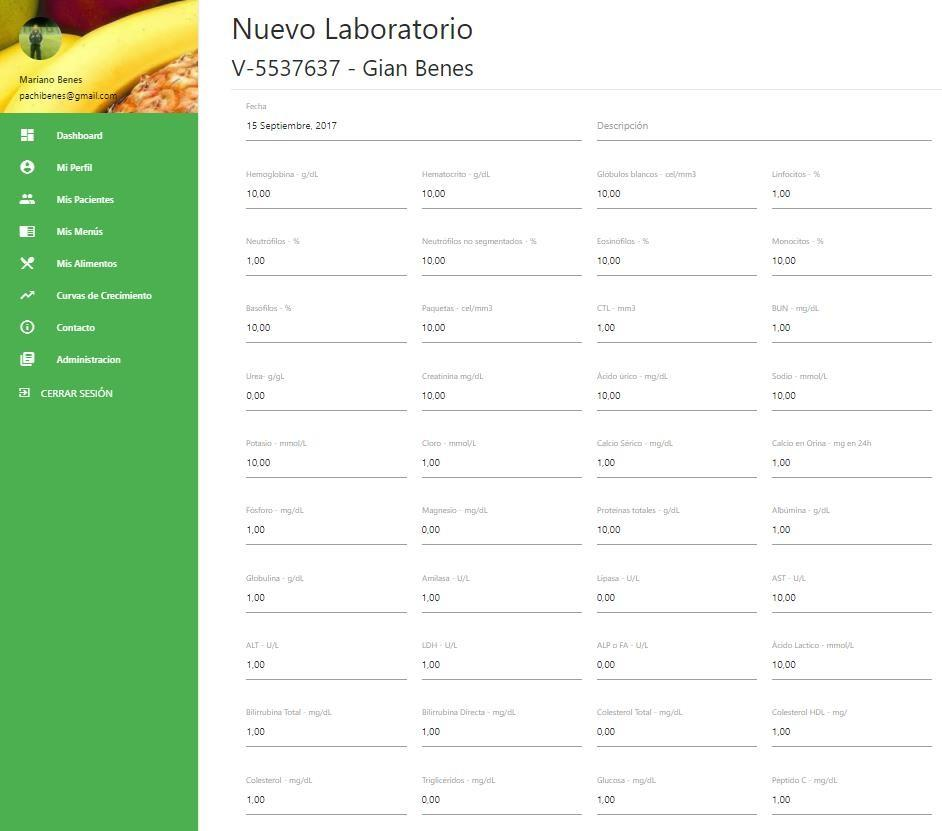 Mariano Benes
pachibenes@gmail.com
Dashboard
Mi Perfil
Mis Pacientes
Mis Menús
Mis Alimentos
Curvas de Crecimiento
Contacto
Administracion
CERRAR SESIÓN
Nuevo Laboratorio
V-5537637 - Gian Benes
Fecha
15 Septiembre, 2017 Descripción
Hemoglobina - g/dL Hematocrito - g/dL Glóbulos blancos - cel/mm3 Linfocitos - %
10,00 10,00 10,00 1,00
Neutrófilos - % Neutrófilos no segmentados - % Eosinófilos - % Monocitos - %
1,00 10,00 10,00 10,00
Basófilos - % Paquetas - cel/mm3 CTL - mm3 BUN - mg/dL
10,00 10,00 1,00 1,00
Urea- g/gL Creatinina mg/dL Ácido úrico - mg/dL Sodio - mmol/L
0,00 10,00 10,00 10,00
Potasio - mmol/L Cloro - mmol/L Calcio Sérico - mg/dL Calcio en Orina - mg en 24h
10,00 1,00 1,00 1,00
Fósforo - mg/dL Magnesio - mg/dL Proteínas totales - g/dL Albúmina - g/dL
1,00 0,00 10,00 1,00
Globulina - g/dL Amilasa - U/L Lipasa - U/L AST - U/L
1,00 1,00 0,00 10,00
ALT - U/L LDH - U/L ALP o FA - U/L Ácido Lactico - mmol/L
1,00 1,00 0,00 10,00
Bilirrubina Total - mg/dL Bilirrubina Directa - mg/dL Colesterol Total - mg/dL Colesterol HDL - mg/
1,00 1,00 0,00 1,00
Colesterol - mg/dL Triglicéridos - mg/dL Glucosa - mg/dL Péptido C - mg/dL
1,00 0,00 1,00 1,00